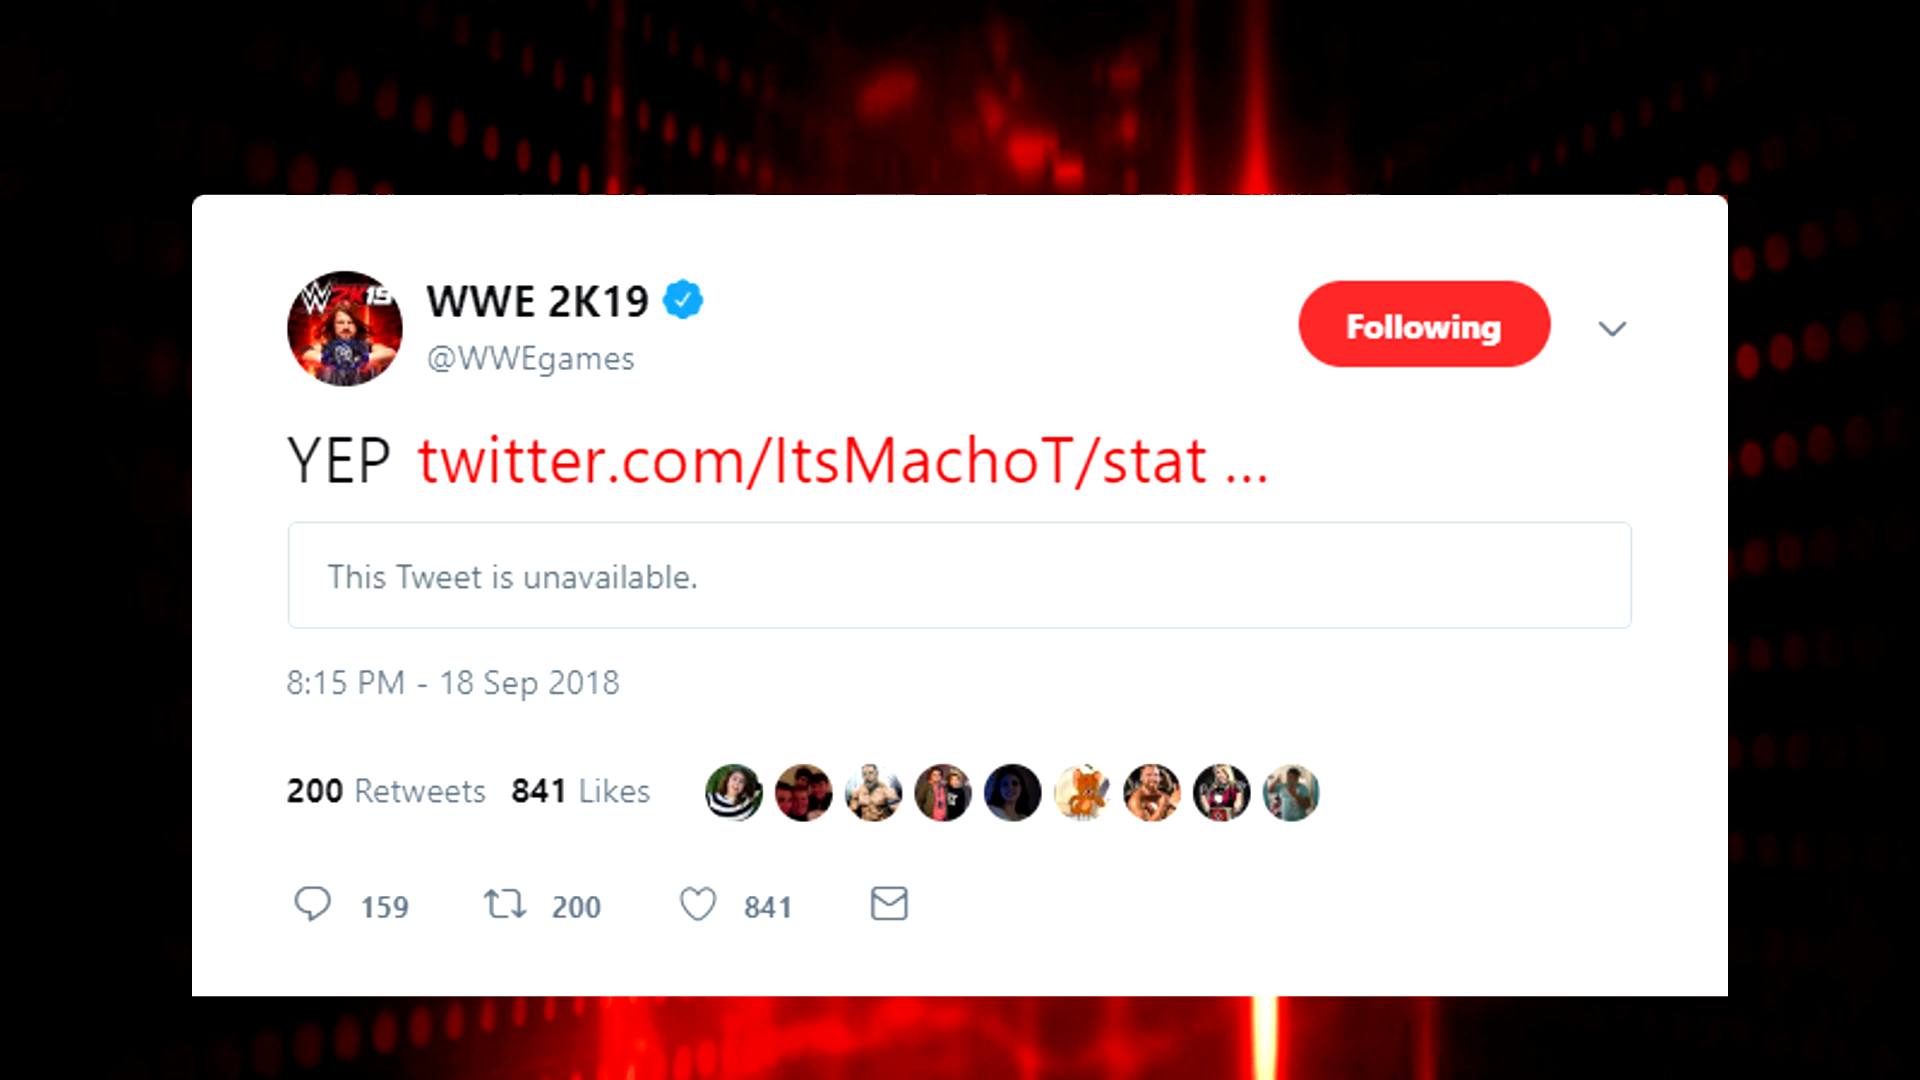 W 2K19
WWE 2K19
@WWEgames
Following
YEP twitter.com/ItsMachoT/stat ...
This Tweet is unavailable.
8:15 PM - 18 Sep 2018
200 Retweets 841 Likes
159 200 841